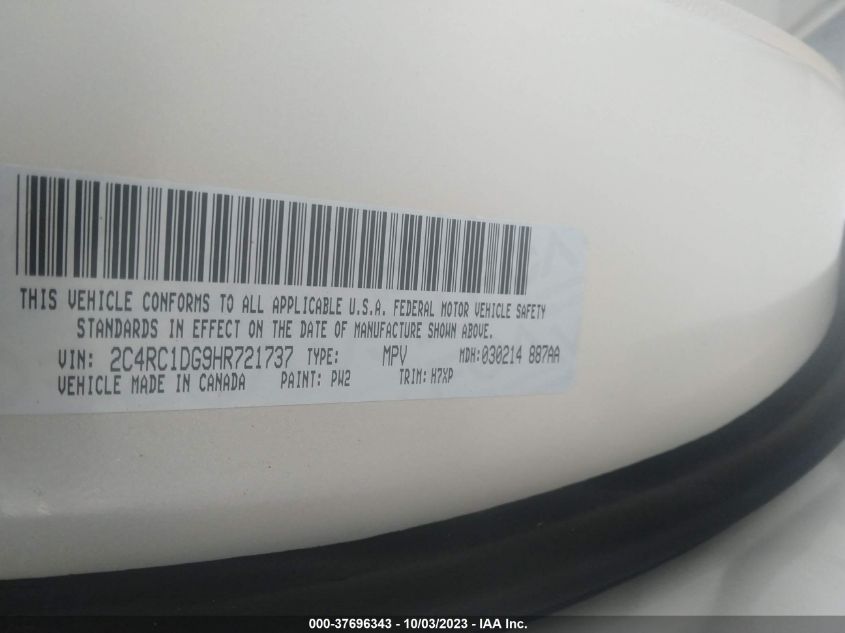 THIS VEHICLE CONFORMS TO ALL APPLICABLE U.S.A. FEDERAL MOTOR VEHICLE SAFETY
STANDARDS IN EFFECT ON THE DATE OF MANUFACTURE SHOWN ABOVE.
VIN: 2C4RC1DG9HR721737 TYPE: MPV MDH:030214 887AA
VEHICLE MADE IN CANADA PAINT: PW2 TRIM: H7XP
000-37696343 - 10/03/2023 - IAA Inc.